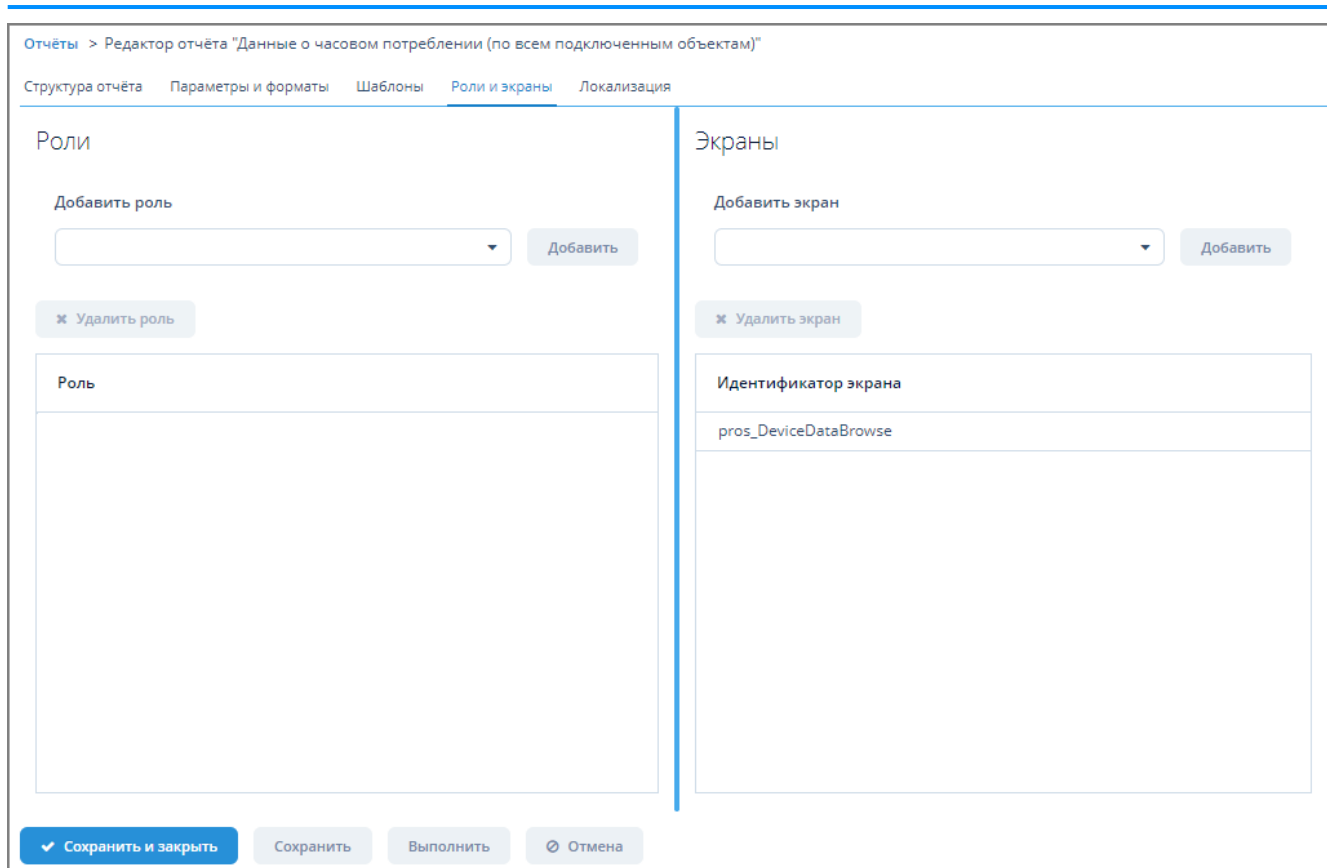 Отчёты > Редактор отчёта "Данные о часовом потреблении (по всем подключенным объектам)"
Структура отчёта Параметры и форматы Шаблоны Роли и экраны Локализация
Роли
Добавить роль
Добавить
Удалить роль
Роль
Экраны
Добавить экран
Добавить
Удалить экран
Идентификатор экрана
pros_DeviceDataBrowse
Сохранить и закрыть Сохранить Выполнить Отмена